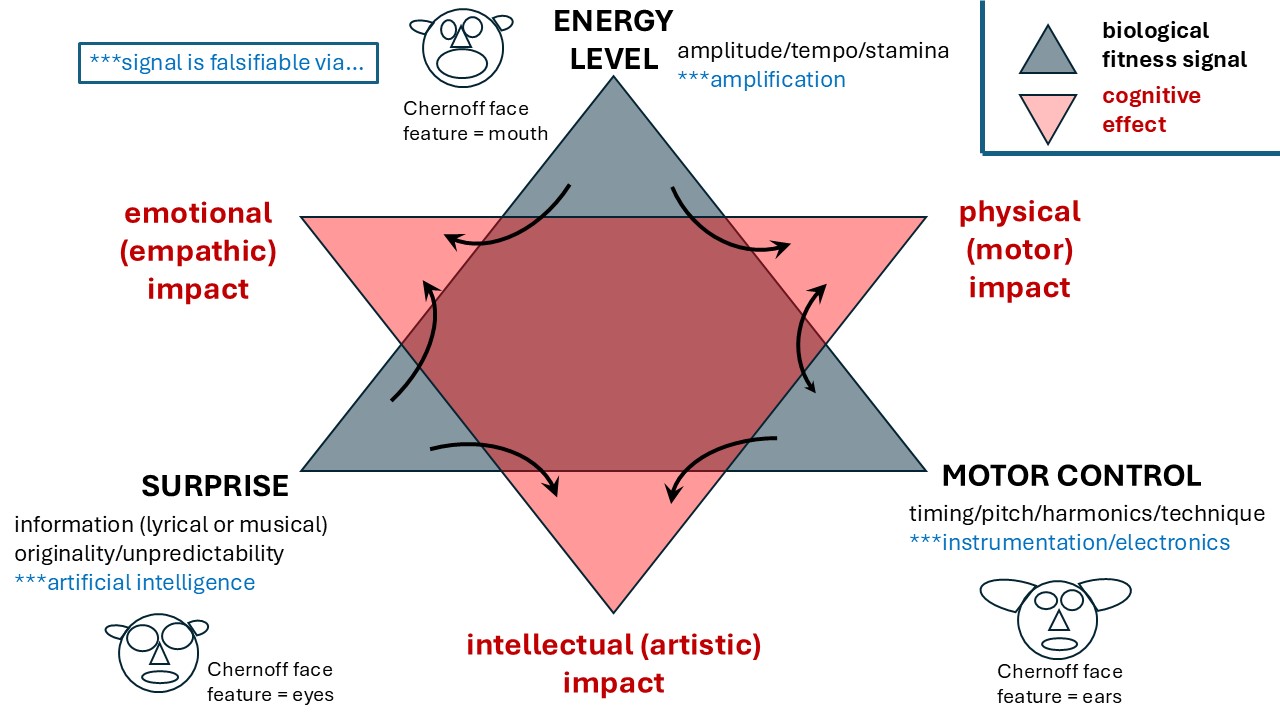 ***signal is falsifiable via...
Chernoff face
feature = mouth
ENERGY
LEVEL
amplitude/tempo/stamina
***amplification
biological
fitness signal
cognitive
effect
emotional
(empathic)
impact
physical
(motor)
impact
SURPRISE
information (lyrical or musical)
originality/unpredictability
***artificial intelligence
Chernoff face
feature = eyes
MOTOR CONTROL
timing/pitch/harmonics/technique
***instrumentation/electronics
Chernoff face
feature = ears
intellectual (artistic)
impact